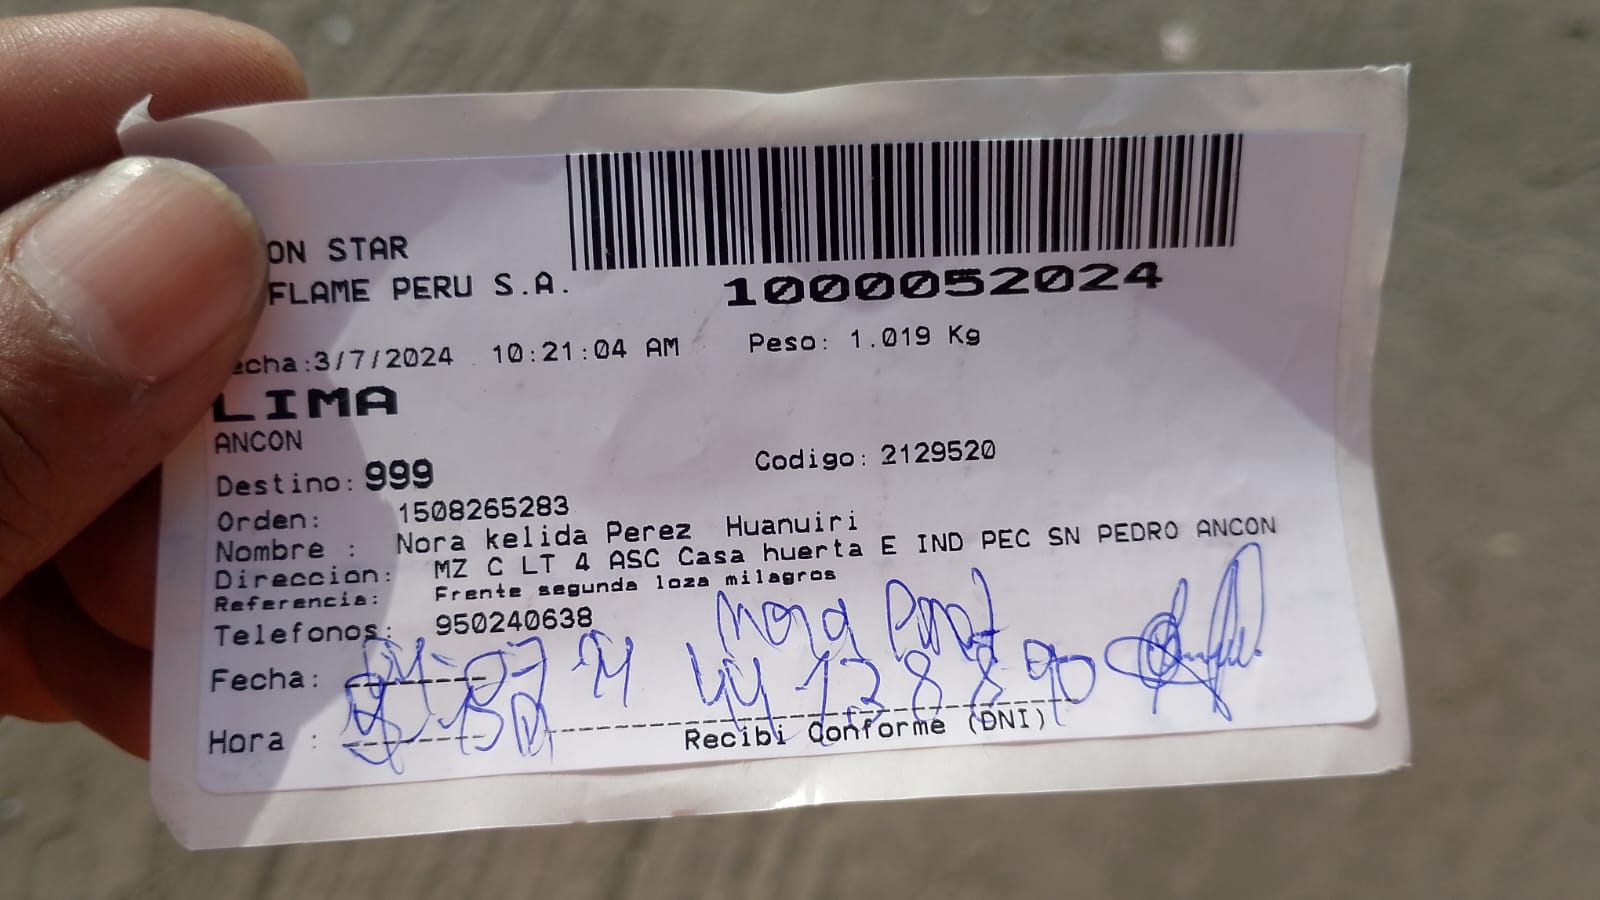 ON STAR
FLAME PERU S.A.
1000052024
echa:3/7/2024 10:21:04 AM
Peso: 1.019 Kg
LIMA
ANCON
Destino: 999
Codigo: 2129520
Orden: 1508265283
Nombre : Nora kelida Perez Huanuiri
Direccion: MZ C LT 4 ASC Casa huerta E IND PEC SN PEDRO ANCON
Referencia: Frente segunda loza milagros
Telefonos: 950240638
Nora
Fecha:
Hora :
Recibi Conforme (DNI)